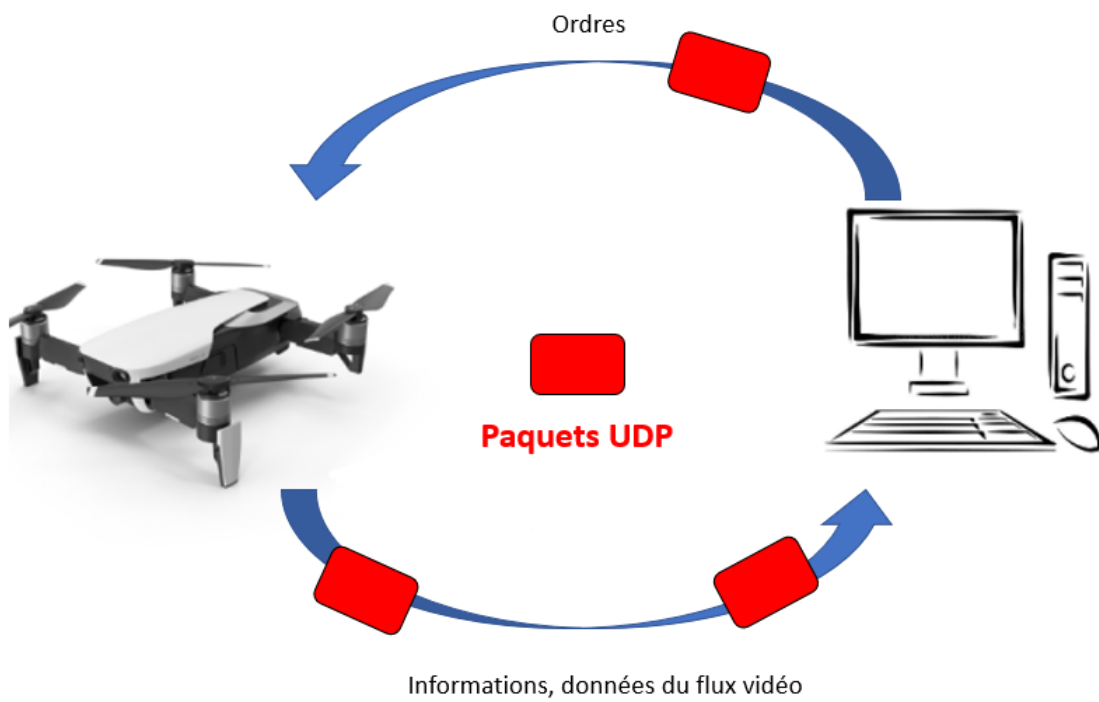 Ordres
Paquets UDP
Informations, données du flux vidéo